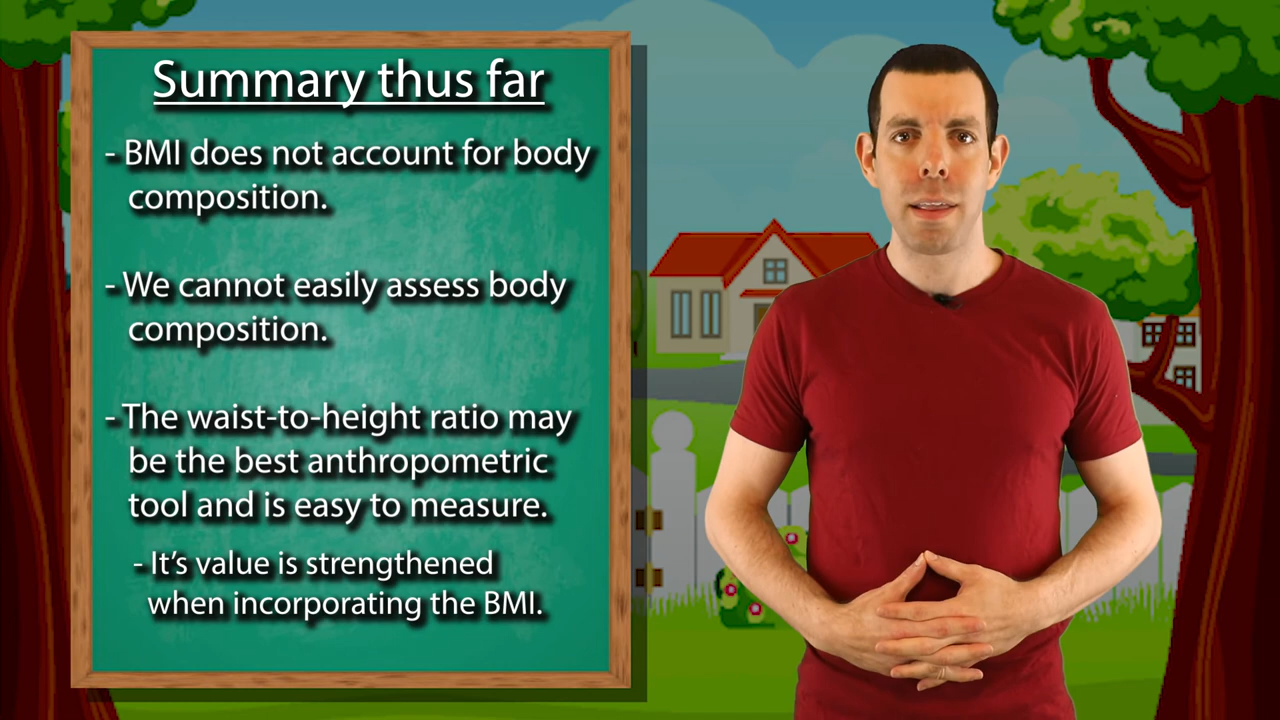 Summary thus far
- BMI does not account for body
composition.
- We cannot easily assess body
composition.
- The waist-to-height ratio may
be the best anthropometric
tool and is easy to measure.
- It's value is strengthened
when incorporating the BMI.